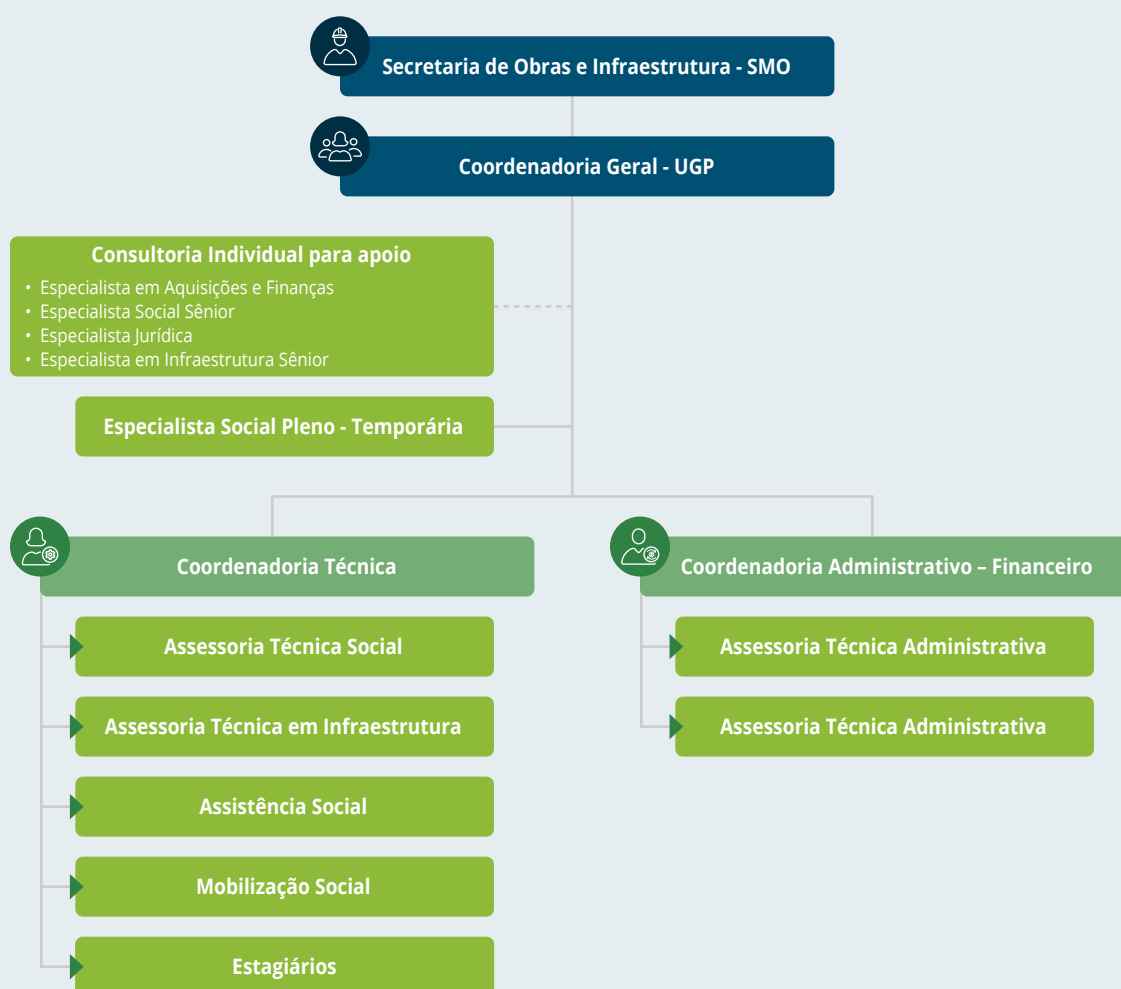 Secretaria de Obras e Infraestrutura - SMO
Coordenadoria Geral - UGP
Consultoria Individual para apoio
• Especialista em Aquisições e Finanças
• Especialista Social Sênior
• Especialista Jurídica
• Especialista em Infraestrutura Sênior
Especialista Social Pleno - Temporária
Coordenadoria Técnica
Assessoria Técnica Social
Assessoria Técnica em Infraestrutura
Assistência Social
Mobilização Social
Estagiários
Coordenadoria Administrativo – Financeiro
Assessoria Técnica Administrativa
Assessoria Técnica Administrativa